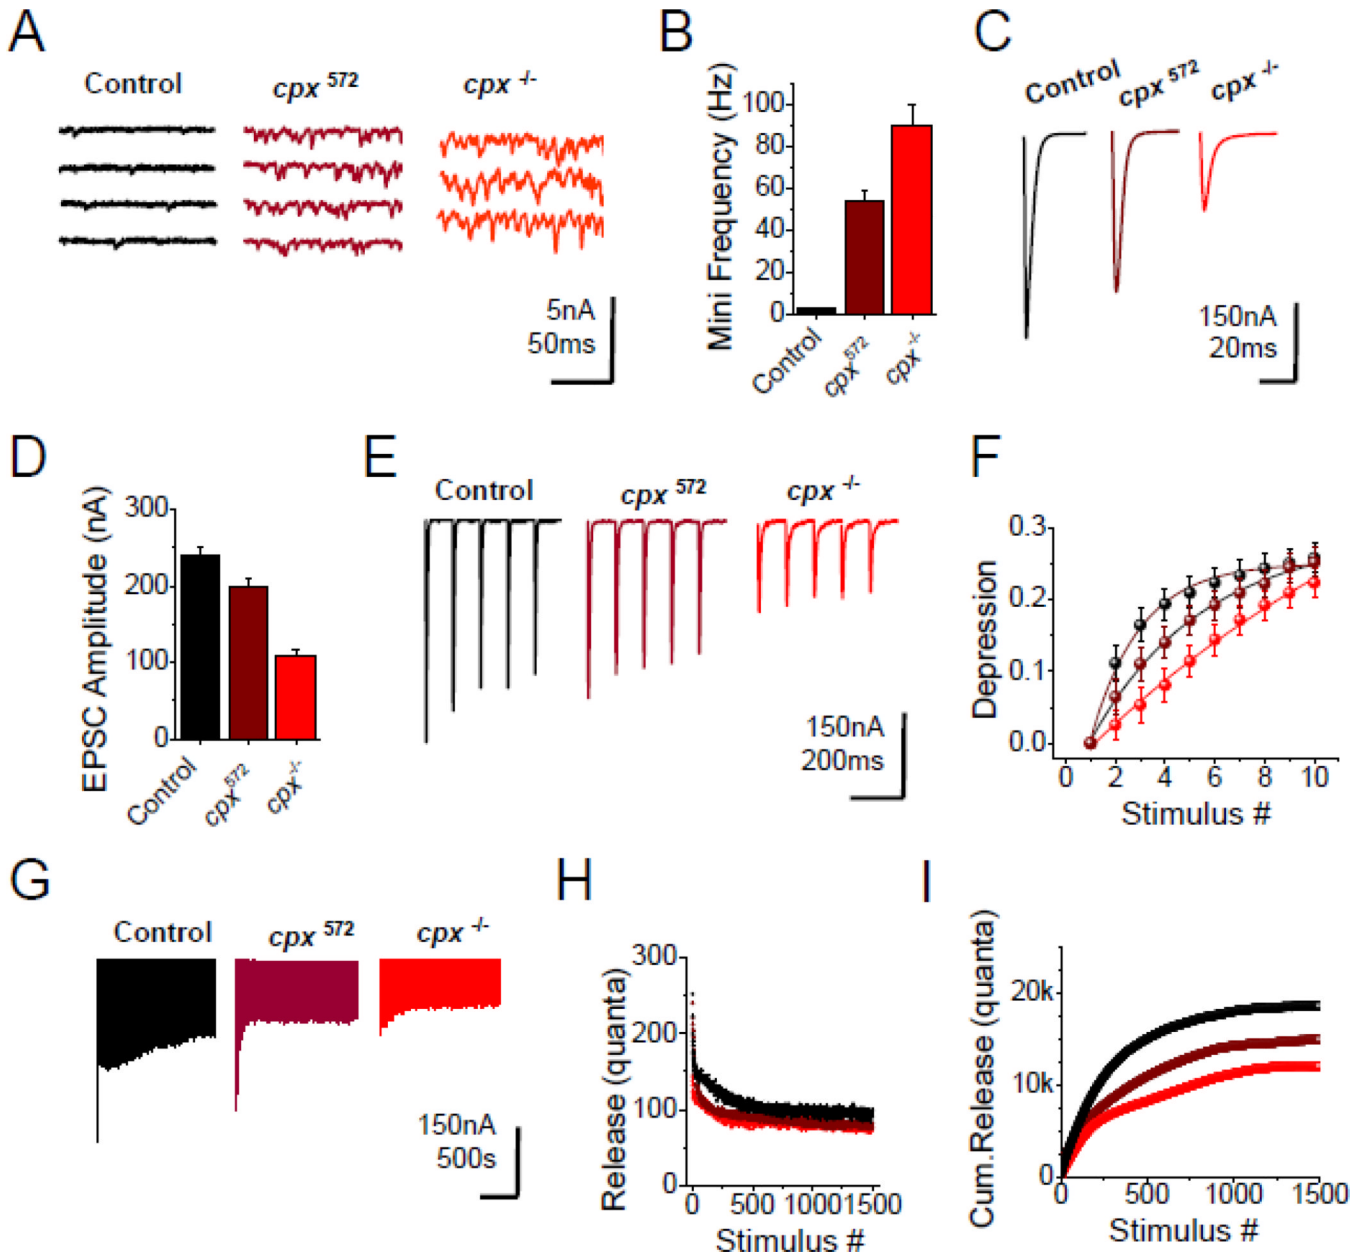 A
Control
cpx 572
cpx -/-
5nA
50ms
B
Mini Frequency (Hz)
100
80
60
40
20
0
Control
cpx572
cpx-/-
C
Control
cpx 572
cpx -/-
150nA
20ms
D
EPSC Amplitude (nA)
300
200
100
0
Control
cpx572
cpx-/-
E
Control
cpx 572
cpx -/-
150nA
200ms
F
Depression
0.3
0.2
0.1
0.0
0 2 4 6 8 10
Stimulus #
G
Control
cpx 572
cpx -/-
150nA
500s
H
Release (quanta)
300
200
100
0
0 500 1000 1500
Stimulus #
I
Cum.Release (quanta)
20k
10k
0
0 500 1000 1500
Stimulus #